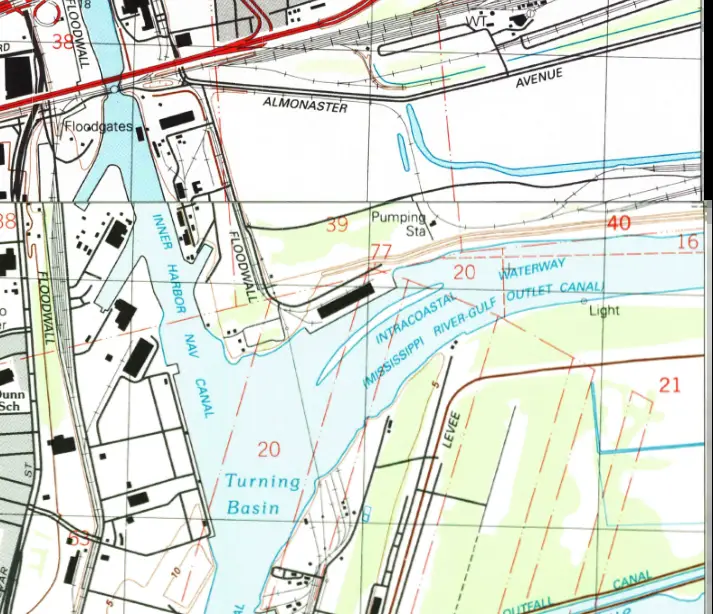 FLOODWALL
38
WT
RD
ALMONASTER
AVENUE
Floodgates
39
Pumping
Sta
40
16
77
20
WATERWAY
INTRACOASTAL
OUTLET CANAL)
(MISSISSIPPI RIVER-GULF
Light
INNER HARBOR NAV CANAL
FLOODWALL
FLOODWALL
Sch
21
5
LEVEE
20
Turning
Basin
ST
53
10
5
OUTFALL CANAL